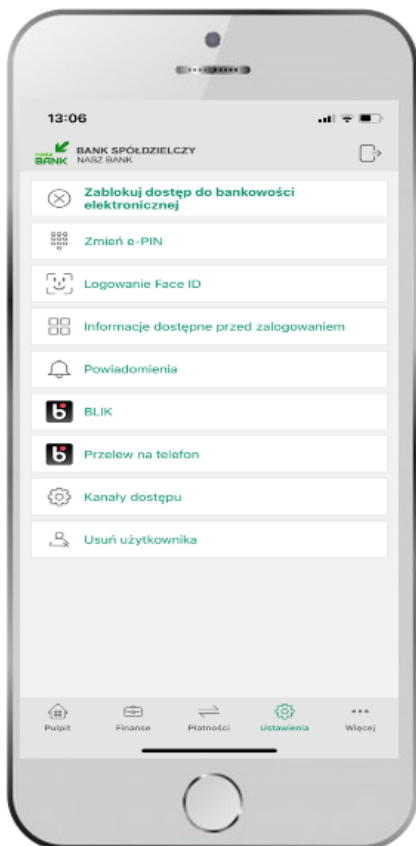 13:06
NASZ
BANK
BANK SPÓŁDZIELCZY
NASZ BANK
Zablokuj dostęp do bankowości
elektronicznej
Zmień e-PIN
Logowanie Face ID
Informacje dostępne przed zalogowaniem
Powiadomienia
BLIK
Przelew na telefon
Kanały dostępu
Usuń użytkownika
Pulpit
Finanse
Płatności
Ustawienia
Więcej